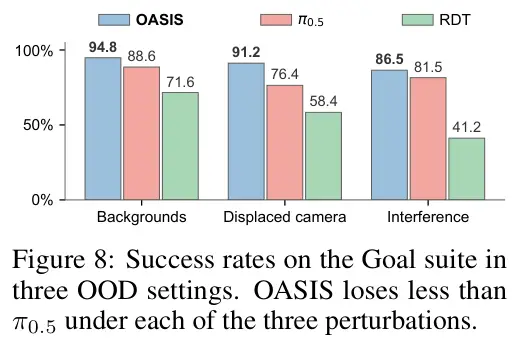 OASIS π0.5 RDT
100% 94.8 88.6 71.6 91.2 76.4 58.4 86.5 81.5 41.2
50%
0%
Backgrounds Displaced camera Interference
Figure 8: Success rates on the Goal suite in
three OOD settings. OASIS loses less than
π0.5 under each of the three perturbations.